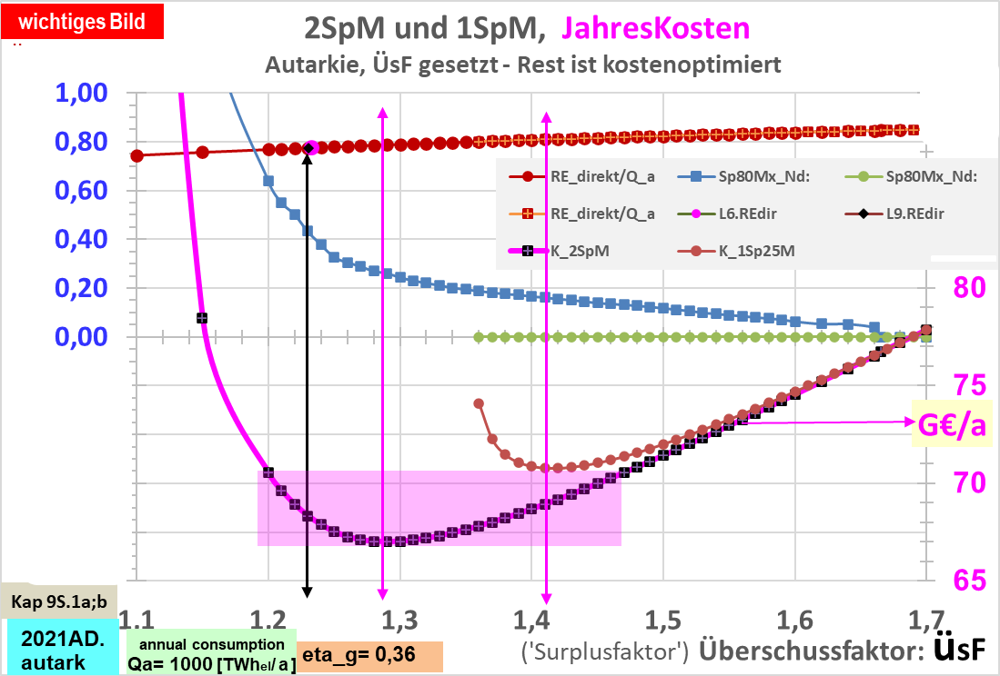 wichtiges Bild
2SpM und 1SpM, JahresKosten
Autarkie, ÜsF gesetzt - Rest ist kostenoptimiert
1,00
0,80
0,60
0,40
0,20
0,00
RE_direkt/Q_a
Sp80Mx_Nd:
Sp80Mx_Nd:
RE_direkt/Q_a
L6.REdir
L9.REdir
K_2SpM
K_1Sp25M
80
75
G€/a
70
65
Kap 9S.1a;b
1,1 1,2 1,3 1,4 1,5 1,6 1,7
2021AD.
autark
annual consumption
Qa= 1000 [TWhel/a]
eta_g= 0,36
('Surplusfaktor') Überschussfaktor: ÜsF